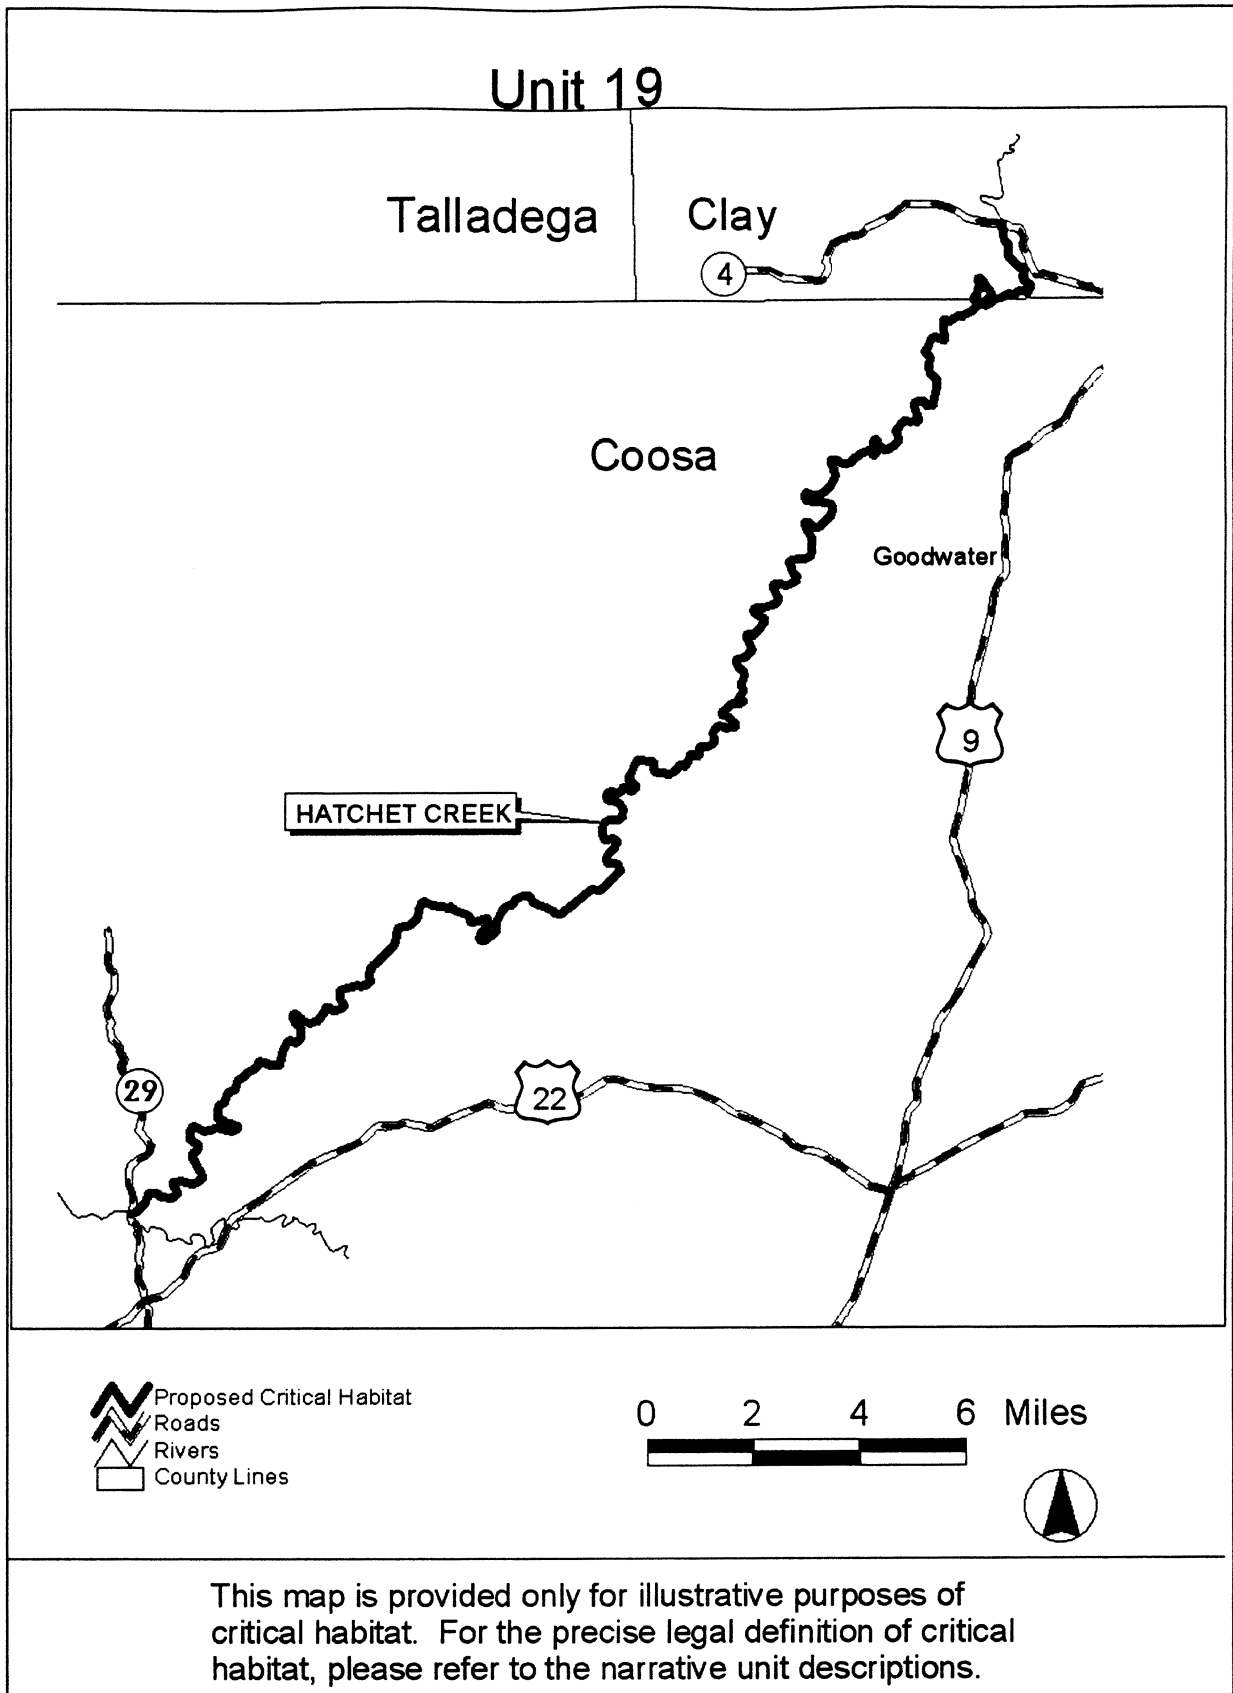 Unit 19
Talladega
Clay
4
Coosa
Goodwater
9
HATCHET CREEK
29
22
Proposed Critical Habitat
Roads
Rivers
County Lines
0 2 4 6 Miles
This map is provided only for illustrative purposes of
critical habitat. For the precise legal definition of critical
habitat, please refer to the narrative unit descriptions.